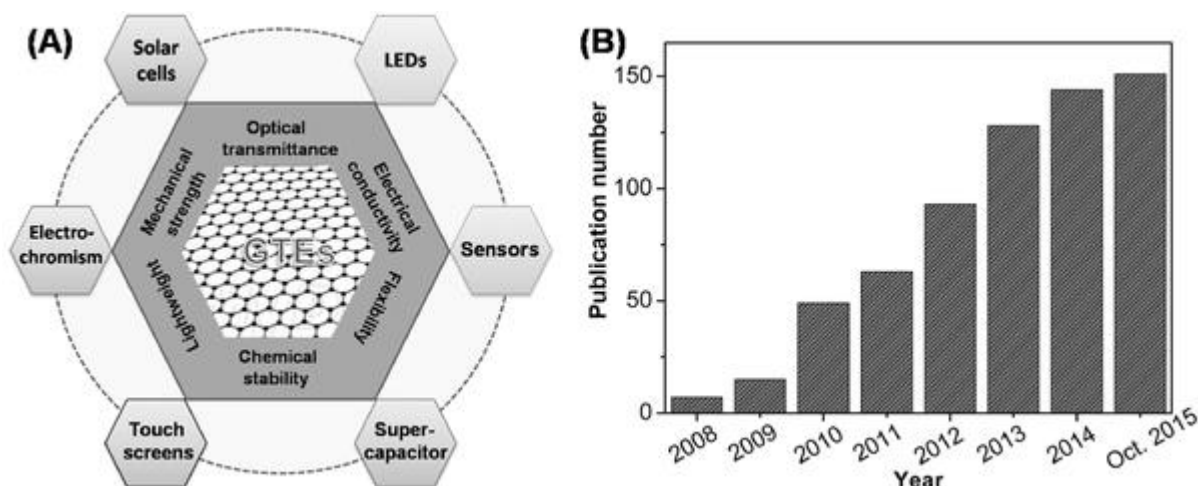 (A)
Solar
cells
LEDs
Optical
transmittance
Mechanical
strength
Electrical
conductivity
Electro-
chromism
GTEs
Sensors
Lightweight
Flexibility
Chemical
stability
Touch
screens
Super-
capacitor
(B)
Publication number
150
100
50
0
2008
2009
2010
2011
2012
2013
2014
Oct. 2015
Year